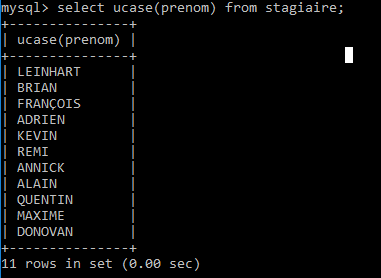 mysql> select ucase(prenom) from stagiaire;
+---------------+
| ucase(prenom) |
+---------------+
| LEINHART      |
| BRIAN         |
| FRANÇOIS      |
| ADRIEN        |
| KEVIN         |
| REMI          |
| ANNICK        |
| ALAIN         |
| QUENTIN       |
| MAXIME        |
| DONOVAN       |
+---------------+
11 rows in set (0.00 sec)